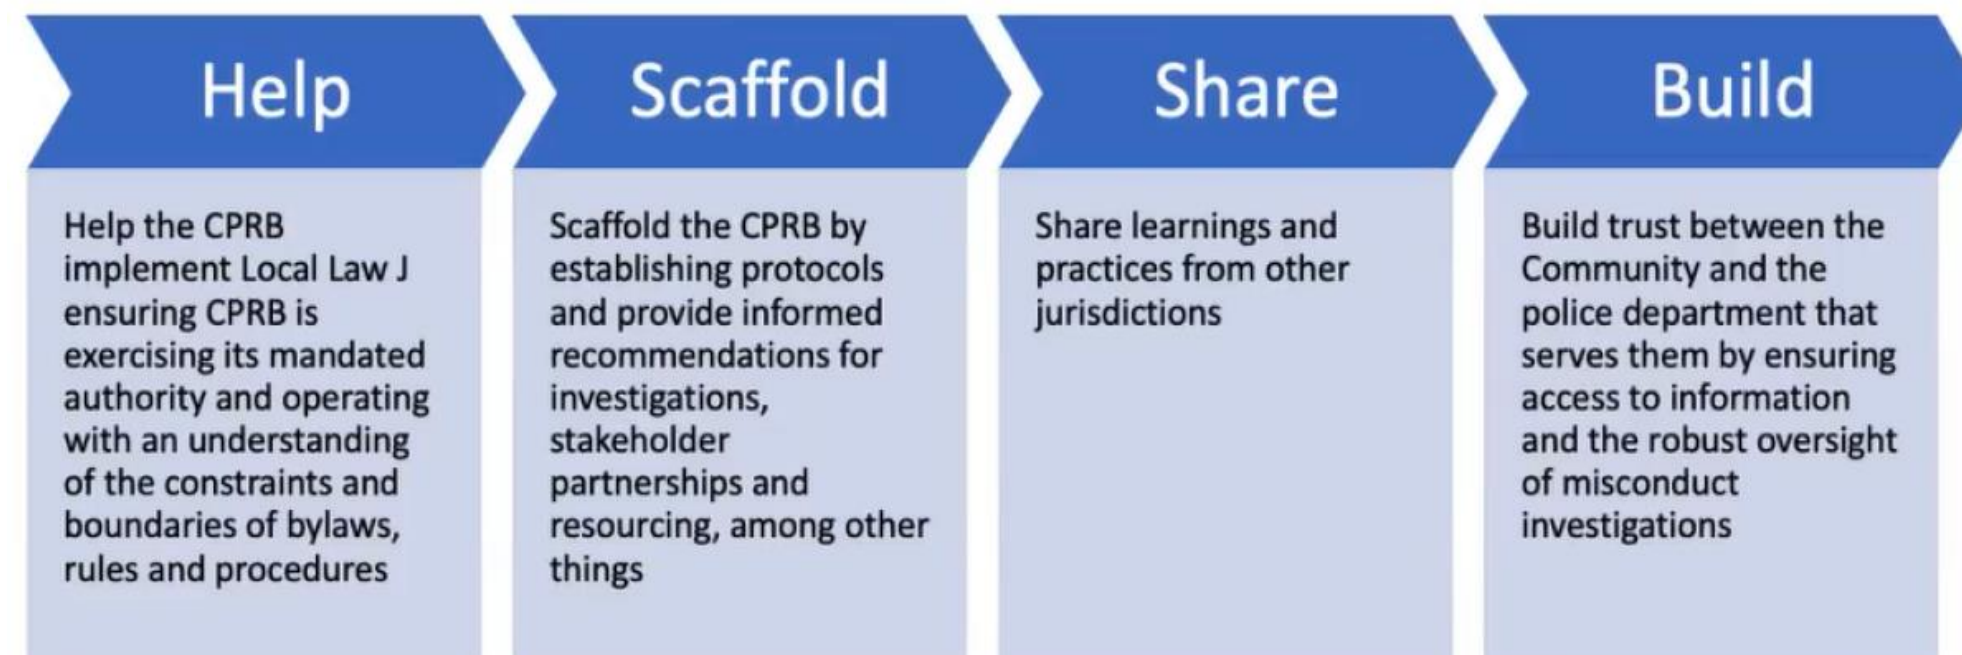 Help
Help the CPRB
implement Local Law J
ensuring CPRB is
exercising its mandated
authority and operating
with an understanding
of the constraints and
boundaries of bylaws,
rules and procedures
Scaffold
Scaffold the CPRB by
establishing protocols
and provide informed
recommendations for
investigations,
stakeholder
partnerships and
resourcing, among other
things
Share
Share learnings and
practices from other
jurisdictions
Build
Build trust between the
Community and the
police department that
serves them by ensuring
access to information
and the robust oversight
of misconduct
investigations